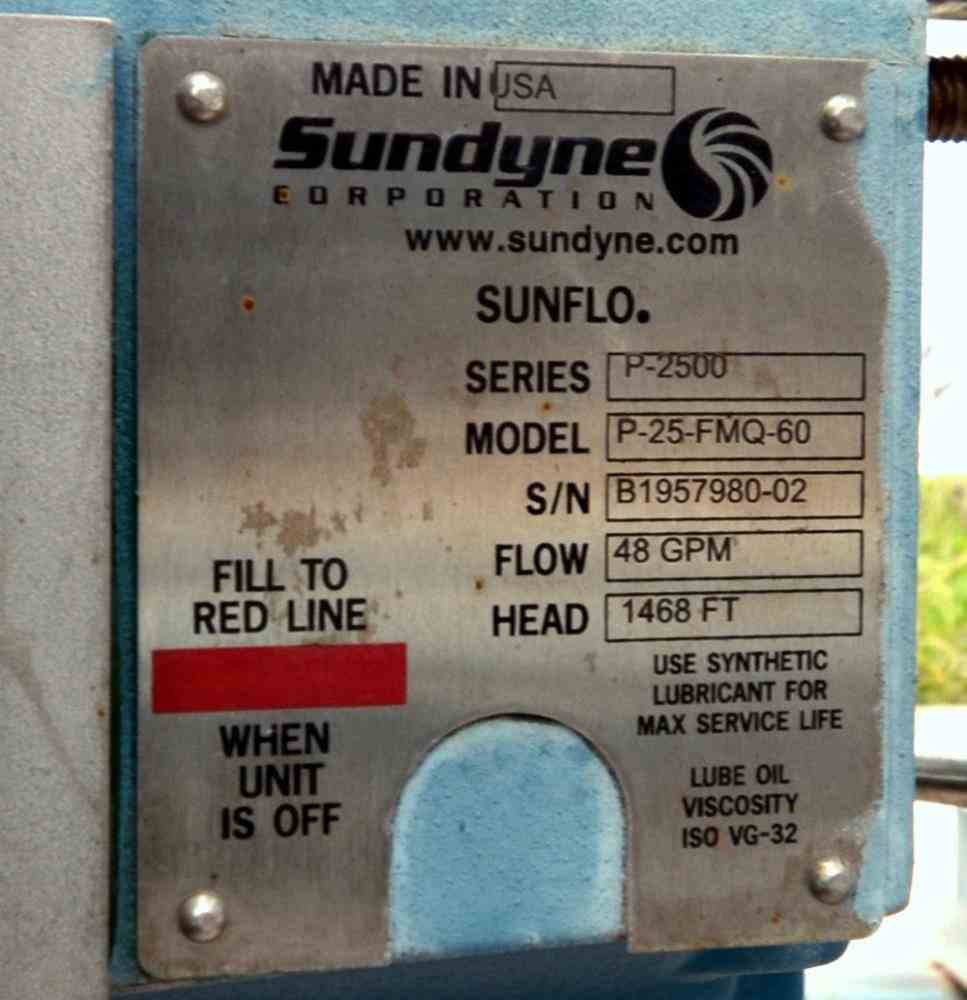 MADE IN USA
Sundyne
CORPORATION
www.sundyne.com
SUNFLO.
SERIES P-2500
MODEL P-25-FMQ-60
S/N B1957980-02
FLOW 48 GPM
HEAD 1468 FT
FILL TO
RED LINE
WHEN
UNIT
IS OFF
USE SYNTHETIC
LUBRICANT FOR
MAX SERVICE LIFE
LUBE OIL
VISCOSITY
ISO VG-32